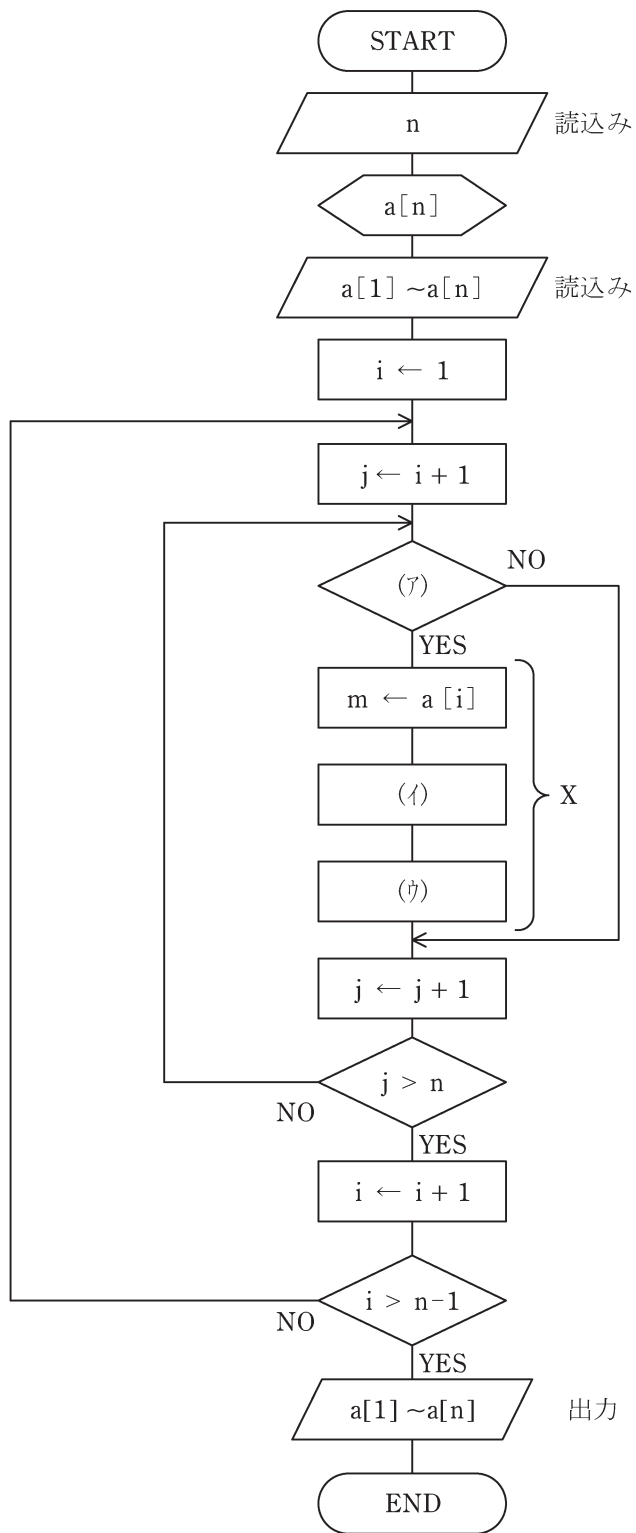 START
n 読込み
a[n]
a[1] ~a[n] 読込み
i ← 1
j ← i + 1
(ア)
NO
YES
m ← a [i]
(イ)
X
(ウ)
j ← j + 1
j > n
NO
YES
i ← i + 1
i > n-1
NO
YES
a[1] ~a[n] 出力
END